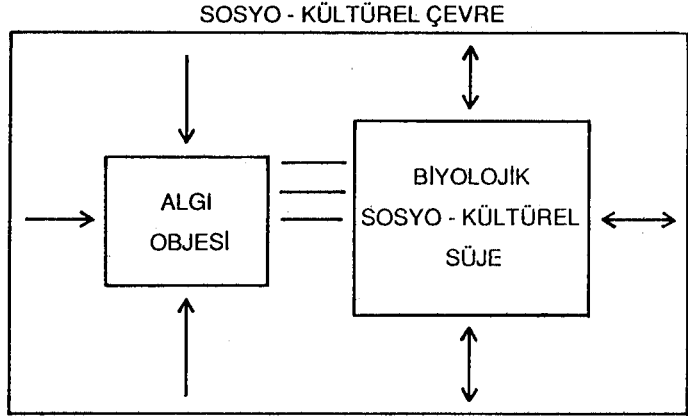 SOSYO - KÜLTÜREL ÇEVRE
ALGI
OBJESİ
BİYOLOJİK
SOSYO - KÜLTÜREL
SÜJE